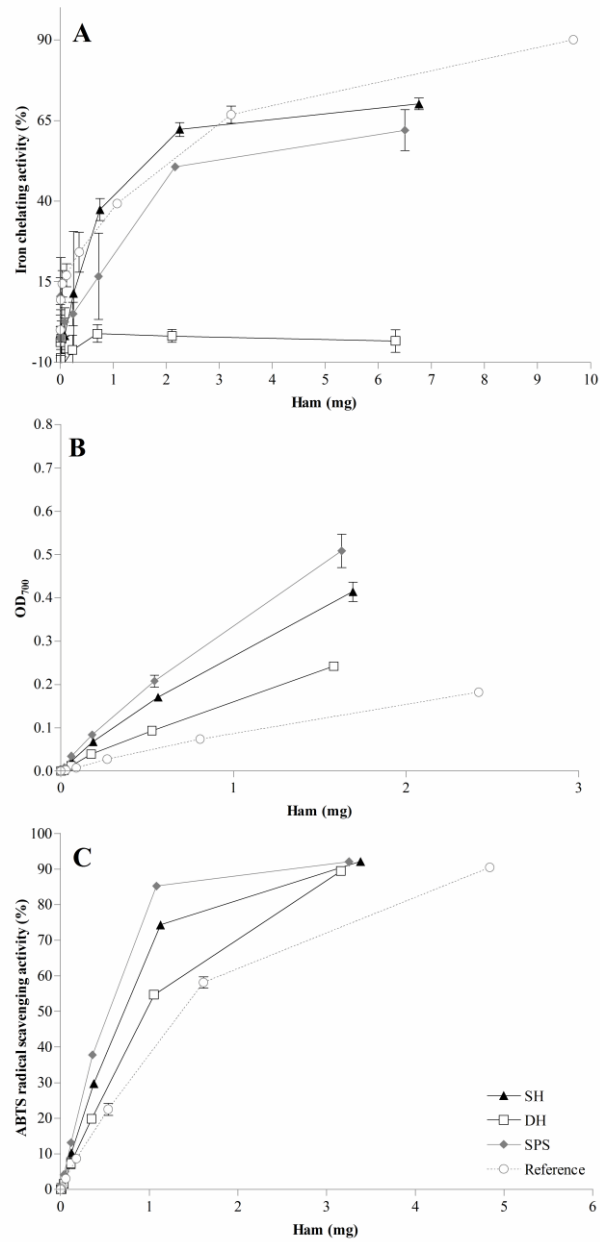 A
90
65
40
15
-10
Iron chelating activity (%)
0 1 2 3 4 5 6 7 8 9 10
Ham (mg)
B
0.8
0.7
0.6
0.5
0.4
0.3
0.2
0.1
0.0
OD700
0 1 2 3
Ham (mg)
C
100
90
80
70
60
50
40
30
20
10
0
ABTS radical scavenging activity (%)
SH
DH
SPS
Reference
0 1 2 3 4 5 6
Ham (mg)